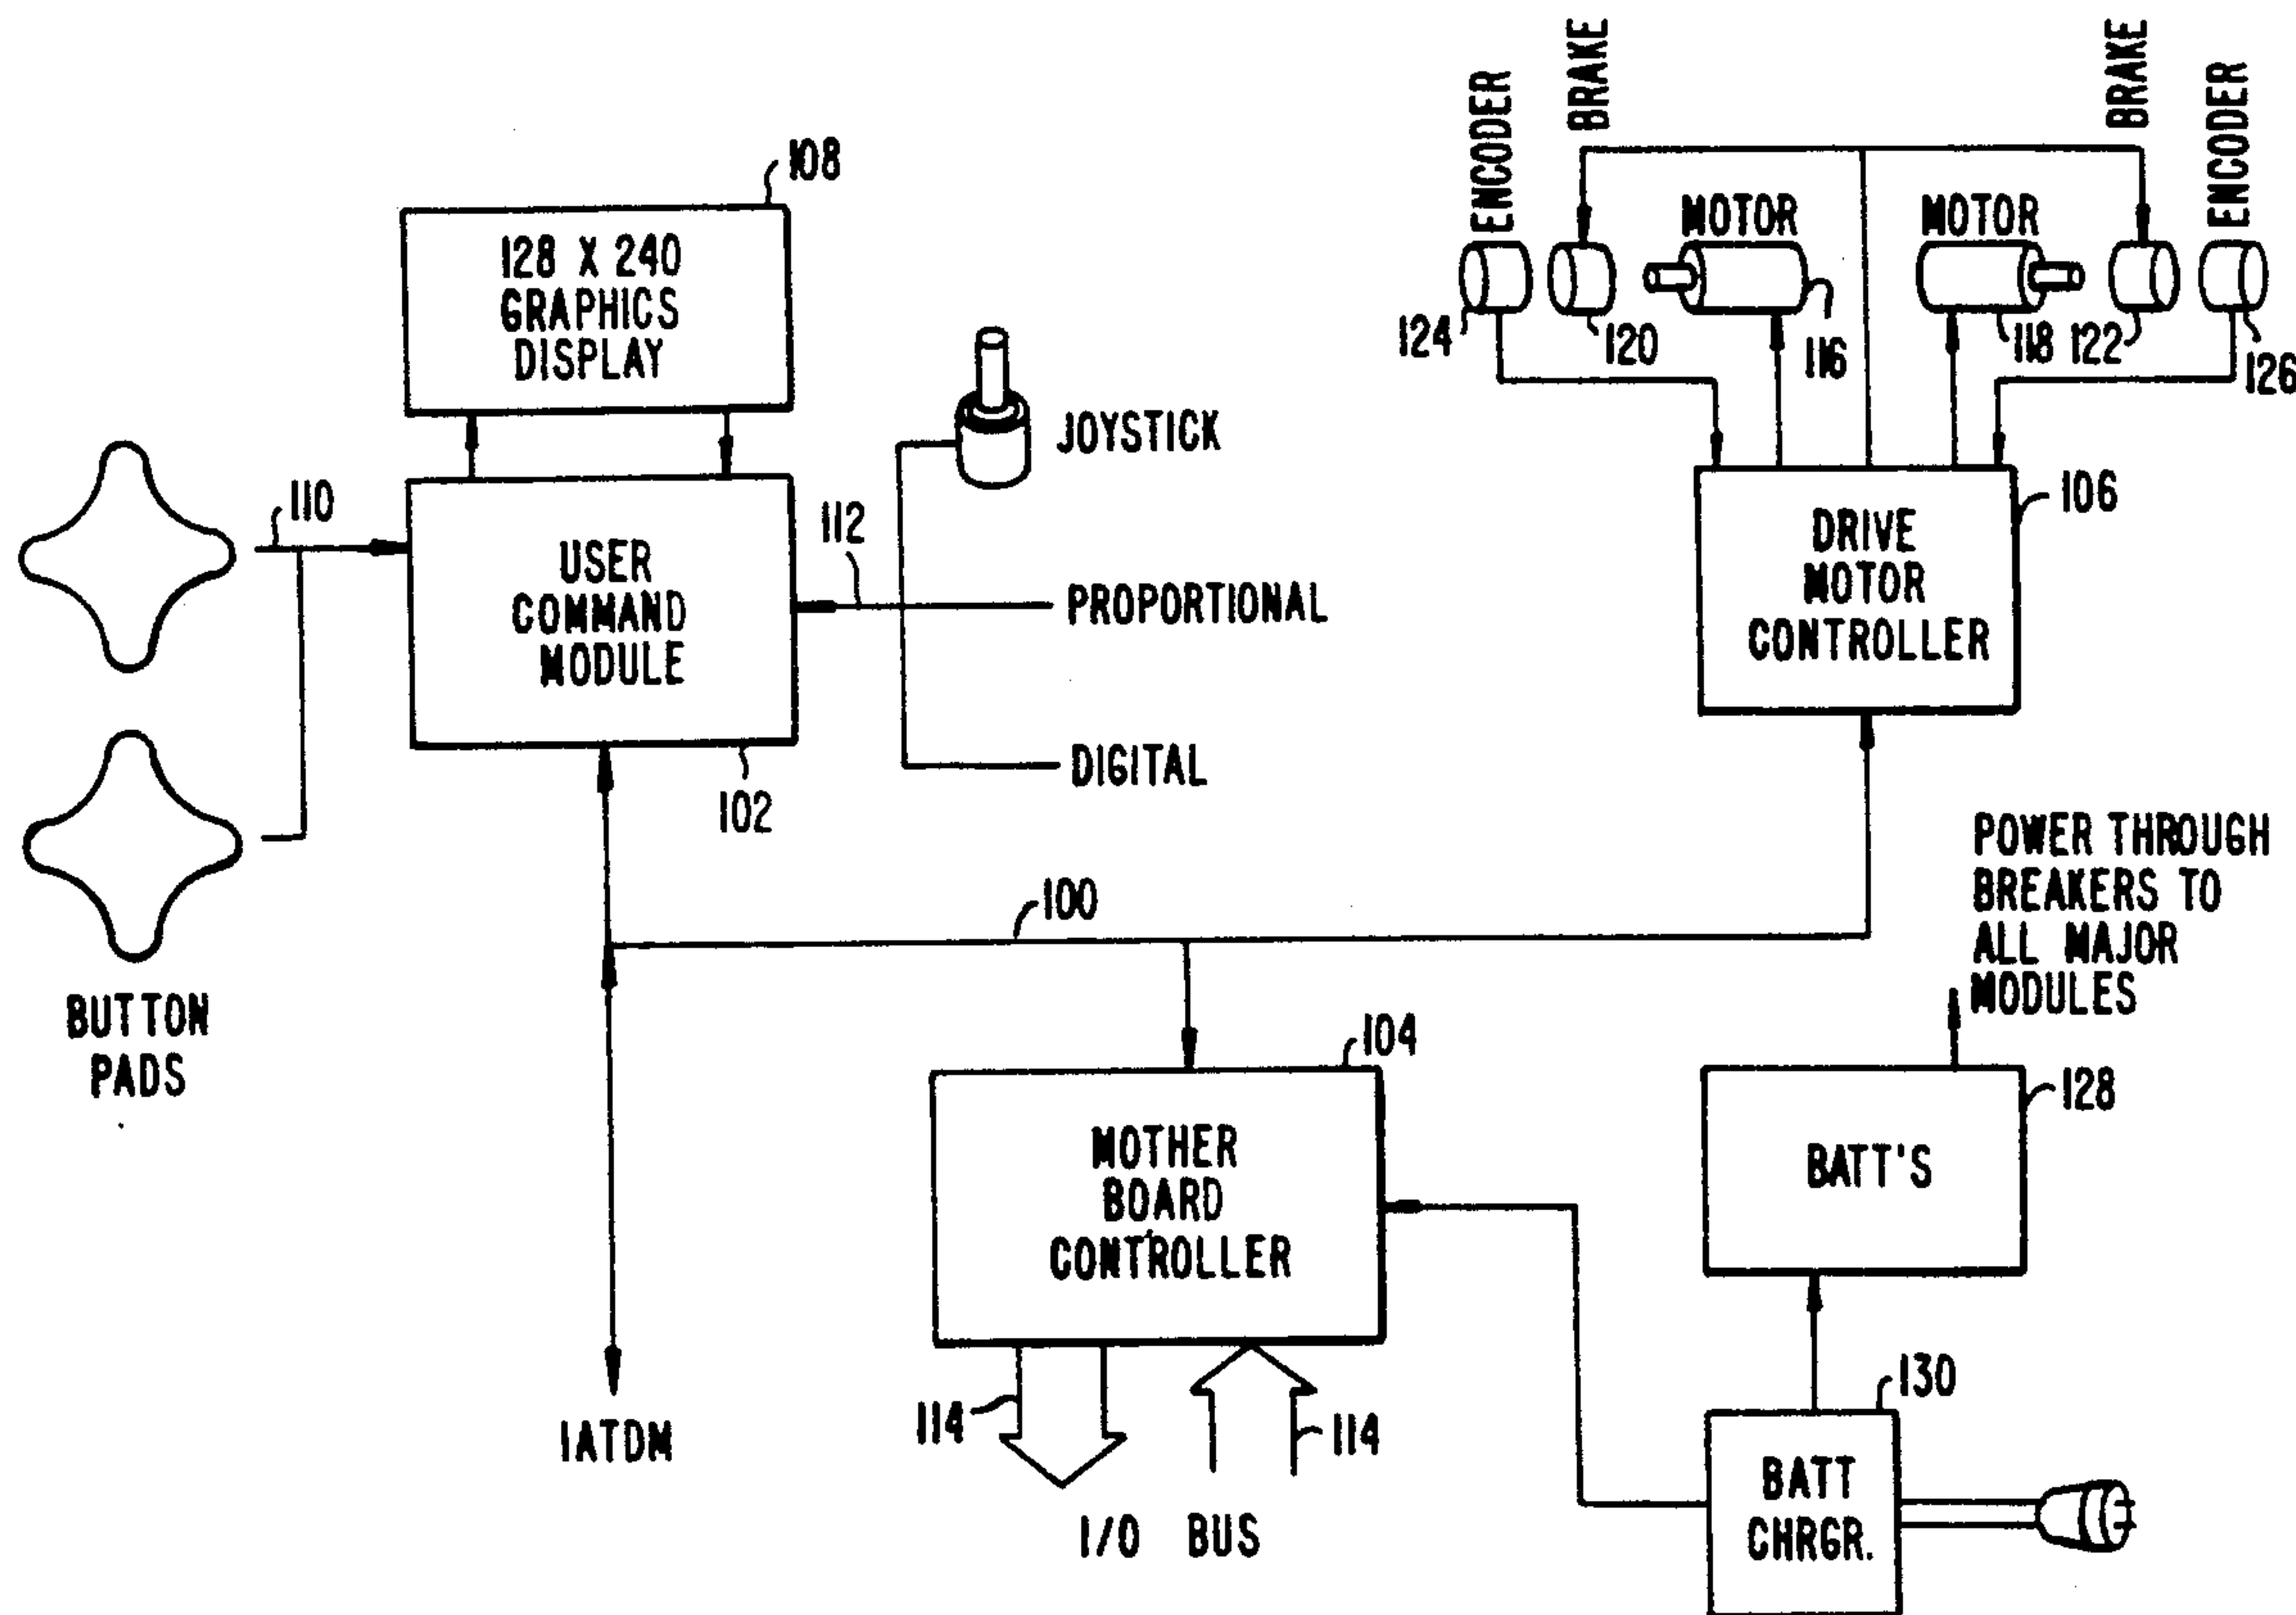 ENCODER
BRAKE
BRAKE
ENCODER
108
128 X 240
GRAPHICS
DISPLAY
MOTOR
MOTOR
124
120
116
118
122
126
JOYSTICK
110
112
106
USER
COMMAND
MODULE
PROPORTIONAL
DRIVE
MOTOR
CONTROLLER
DIGITAL
102
BUTTON
PADS
100
POWER THROUGH
BREAKERS TO
ALL MAJOR
MODULES
104
MOTHER
BOARD
CONTROLLER
128
BATT'S
IATDM
114
114
I/O BUS
130
BATT
CHRGR.